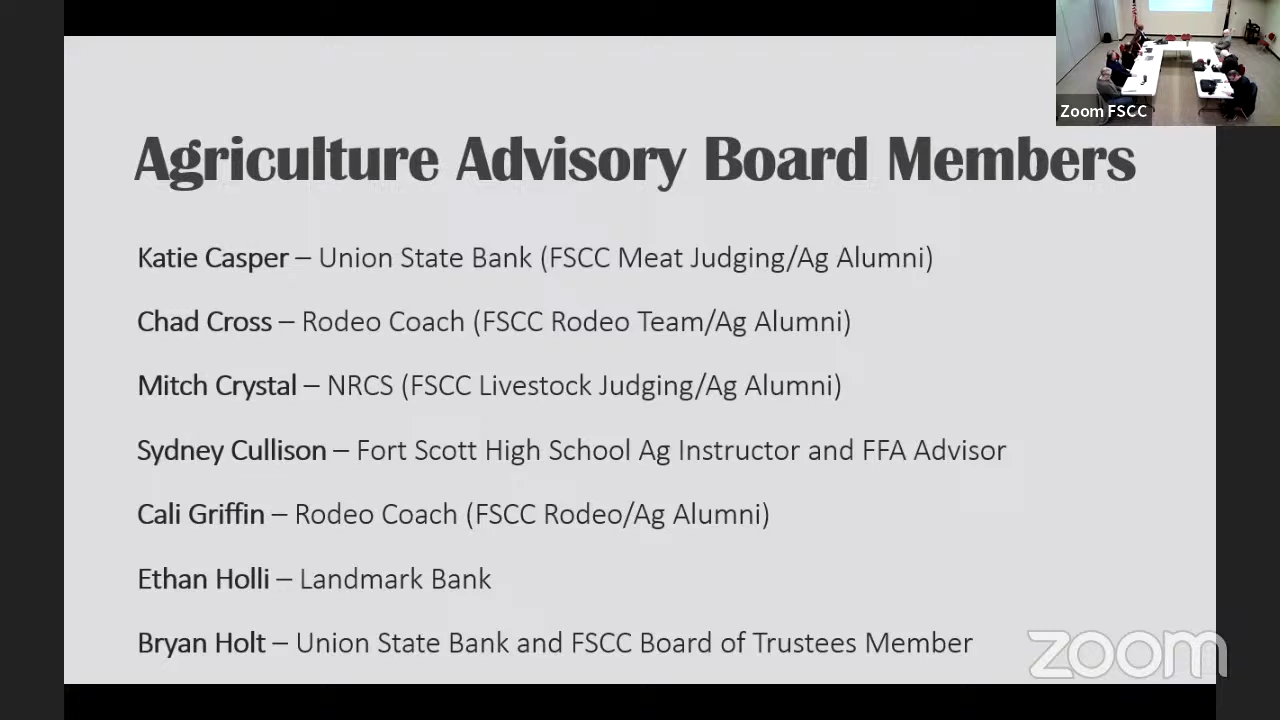 Zoom FSCC
Agriculture Advisory Board Members
Katie Casper – Union State Bank (FSCC Meat Judging/Ag Alumni)
Chad Cross – Rodeo Coach (FSCC Rodeo Team/Ag Alumni)
Mitch Crystal – NRCS (FSCC Livestock Judging/Ag Alumni)
Sydney Cullison – Fort Scott High School Ag Instructor and FFA Advisor
Cali Griffin – Rodeo Coach (FSCC Rodeo/Ag Alumni)
Ethan Holli – Landmark Bank
Bryan Holt – Union State Bank and FSCC Board of Trustees Member
zoom